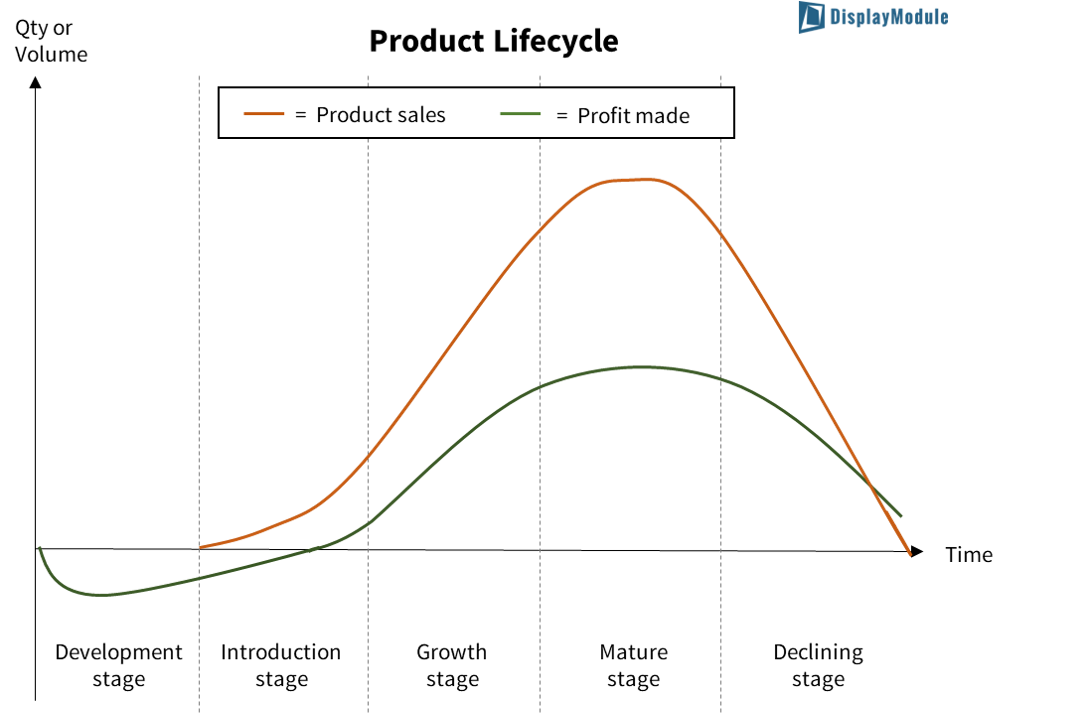 DisplayModule
Qty or
Volume
Product Lifecycle
= Product sales
= Profit made
Time
Development
stage
Introduction
stage
Growth
stage
Mature
stage
Declining
stage